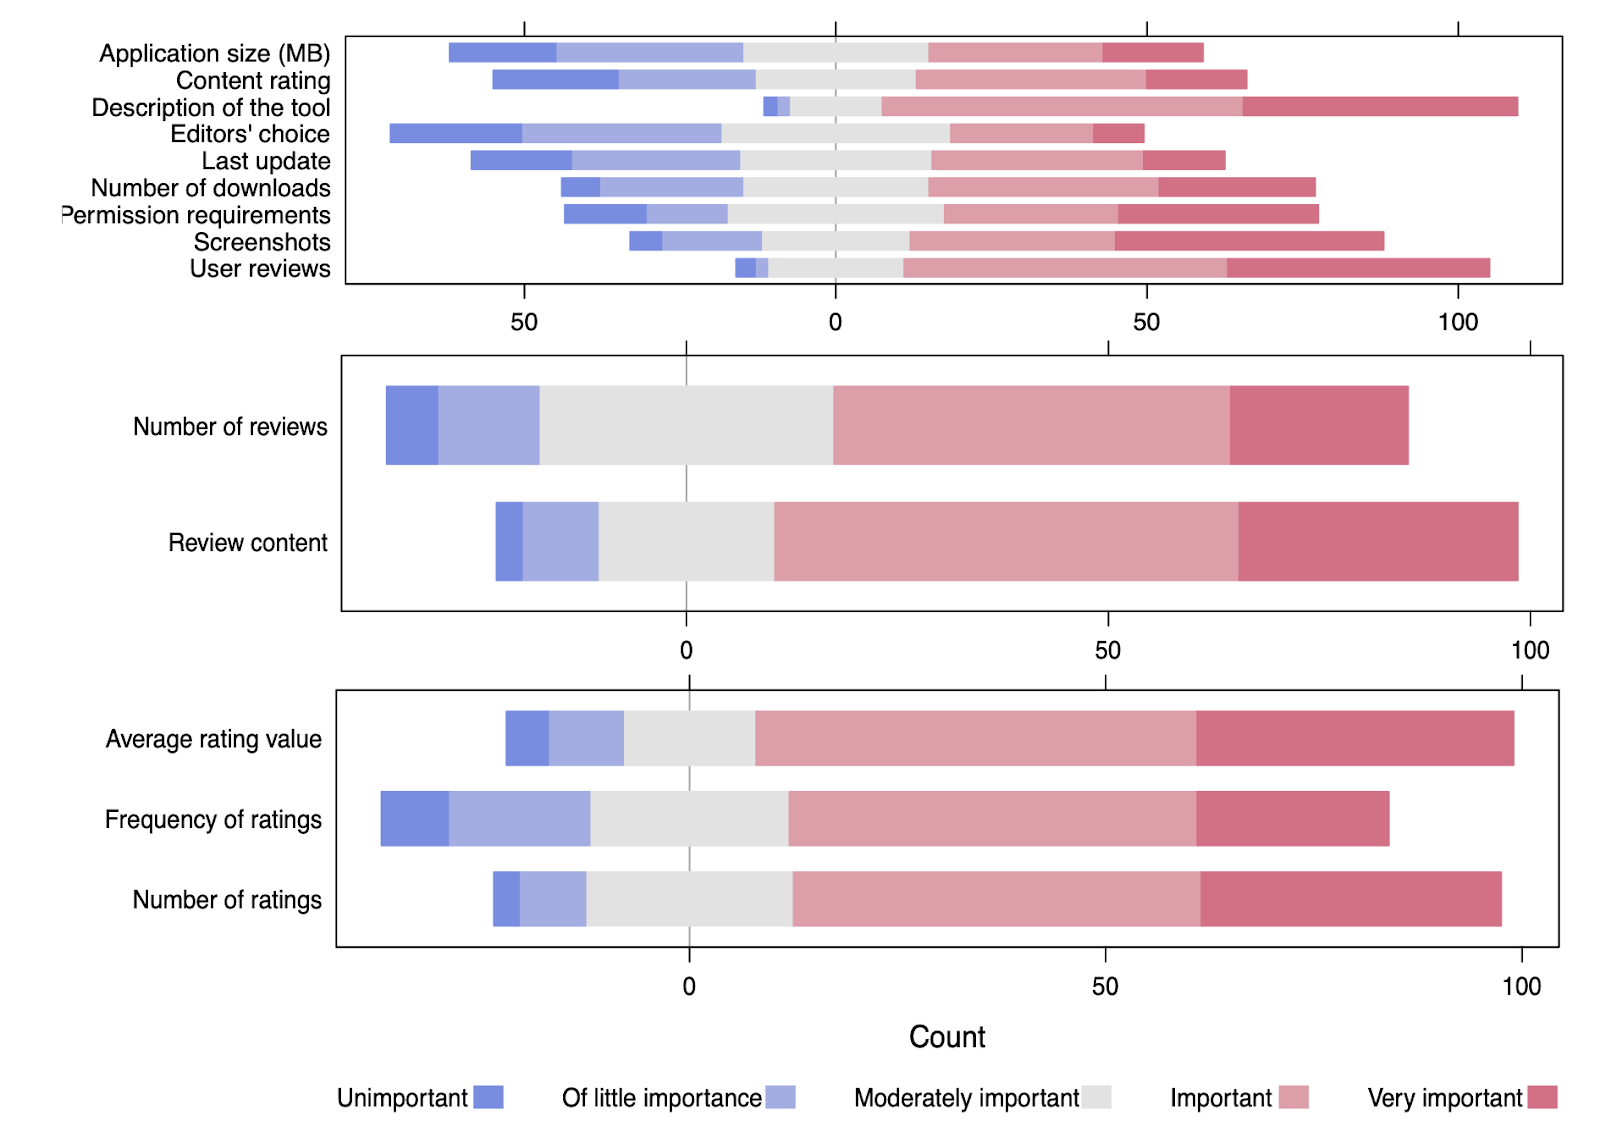 Application size (MB)
Content rating
Description of the tool
Editors' choice
Last update
Number of downloads
Permission requirements
Screenshots
User reviews
50 0 50 100
Number of reviews
Review content
0 50 100
Average rating value
Frequency of ratings
Number of ratings
0 50 100
Count
Unimportant Of little importance Moderately important Important Very important